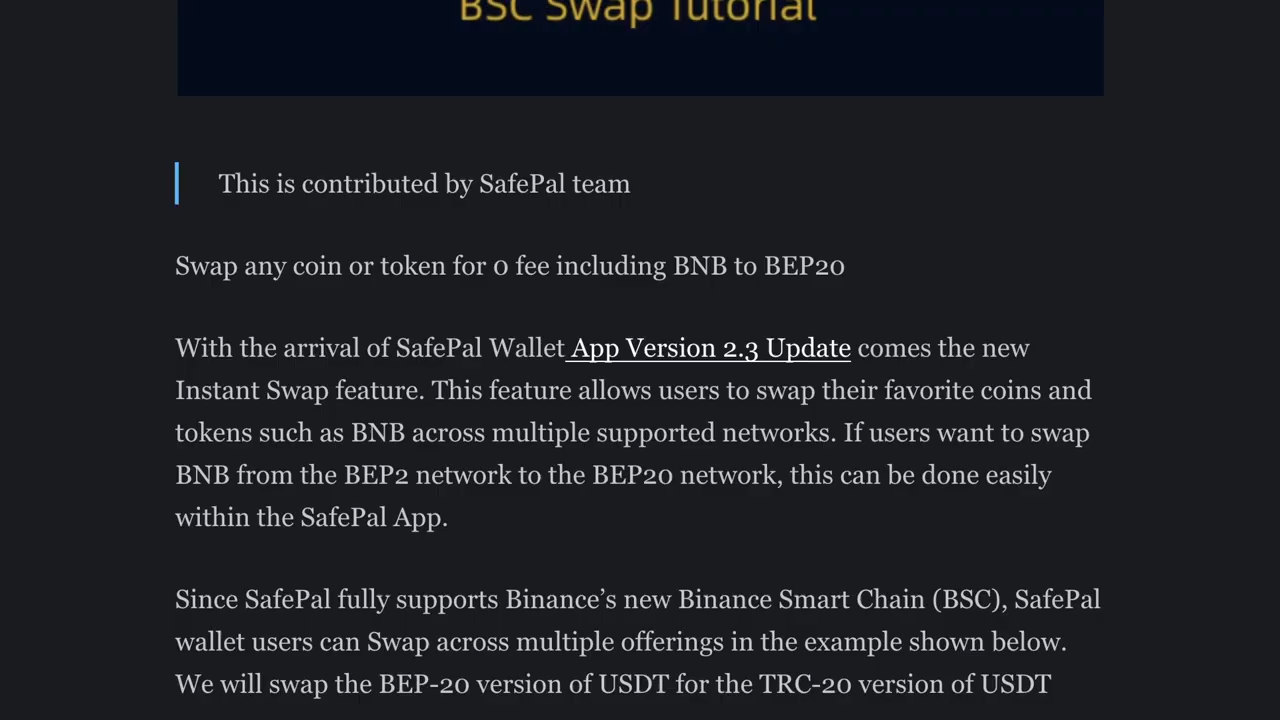 BSC Swap Tutorial
This is contributed by SafePal team
Swap any coin or token for 0 fee including BNB to BEP20
With the arrival of SafePal Wallet App Version 2.3 Update comes the new
Instant Swap feature. This feature allows users to swap their favorite coins and
tokens such as BNB across multiple supported networks. If users want to swap
BNB from the BEP2 network to the BEP20 network, this can be done easily
within the SafePal App.
Since SafePal fully supports Binance’s new Binance Smart Chain (BSC), SafePal
wallet users can Swap across multiple offerings in the example shown below.
We will swap the BEP-20 version of USDT for the TRC-20 version of USDT